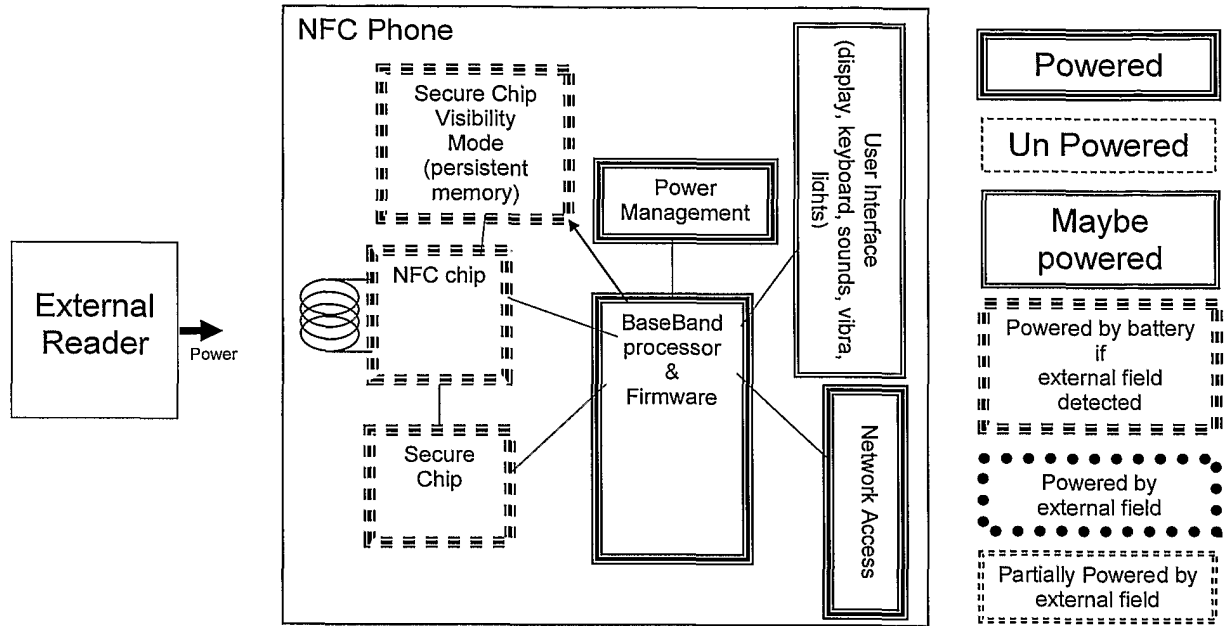 NFC Phone
Secure Chip
Visibility
Mode
(persistent
memory)
Power
Management
User Interface
(display, keyboard, sounds, vibra,
lights)
External
Reader
Power
NFC chip
BaseBand
processor
&
Firmware
Secure
Chip
Network Access
Powered
Un Powered
Maybe
powered
Powered by battery
if
external field
detected
Powered by
external field
Partially Powered by
external field